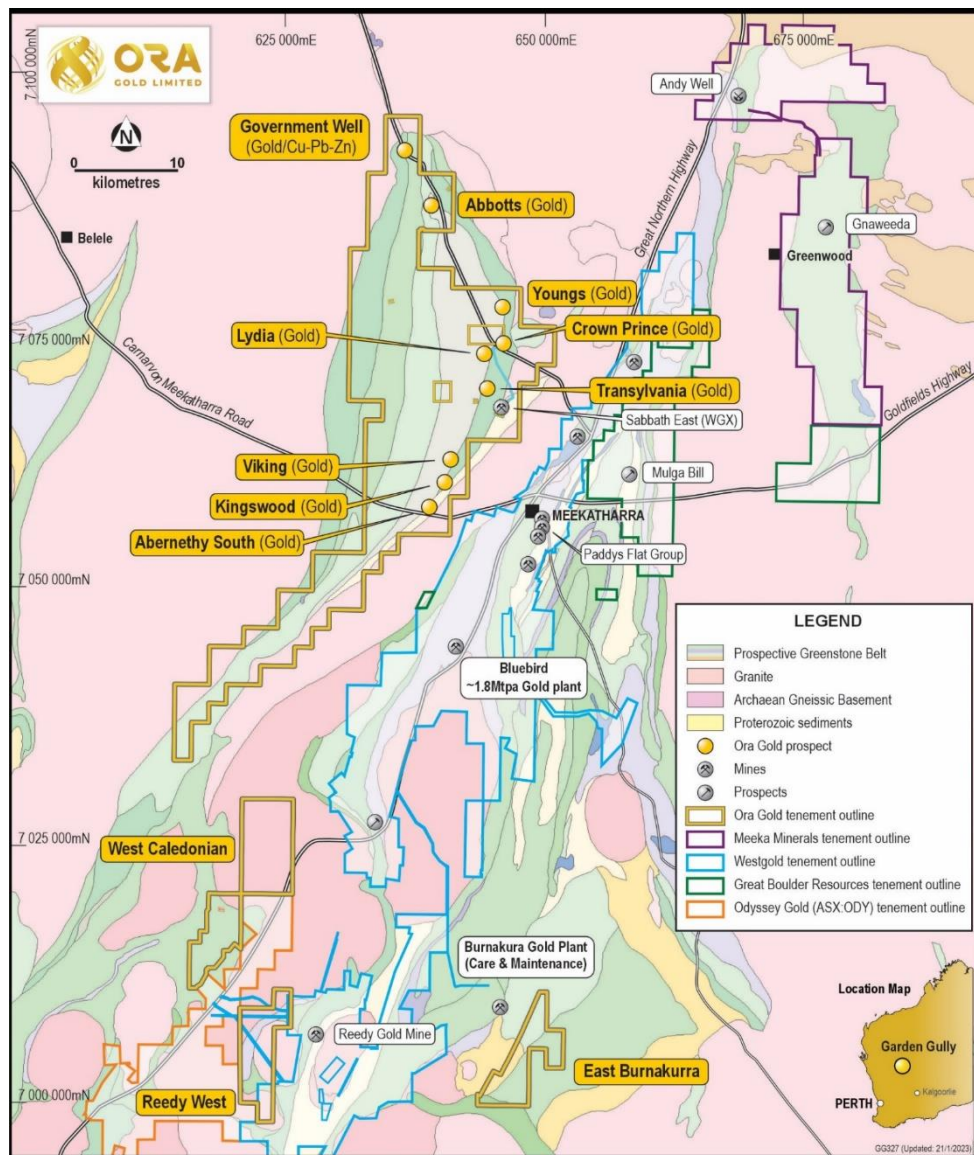 625 000mE
650 000mE
675 000mE
7 100 000mN
ORA
GOLD LIMITED
N
0 10
kilometres
Andy Well
Government Well
(Gold/Cu-Pb-Zn)
Abbotts (Gold)
Great Northern Highway
Gnaweeda
Belele
Greenwood
Youngs (Gold)
Lydia (Gold)
Crown Prince (Gold)
7 075 000mN
Carnarvon Meekatharra Road
Transylvania (Gold)
Goldfields Highway
Sabbath East (WGX)
Viking (Gold)
Mulga Bill
Kingswood (Gold)
MEEKATHARRA
Abernethy South (Gold)
Paddys Flat Group
7 050 000mN
Bluebird
~1.8Mtpa Gold plant
LEGEND
Prospective Greenstone Belt
Granite
Archaean Gneissic Basement
Proterozoic sediments
Ora Gold prospect
Mines
Prospects
Ora Gold tenement outline
Meeka Minerals tenement outline
Westgold tenement outline
Great Boulder Resources tenement outline
Odyssey Gold (ASX:ODY) tenement outline
7 025 000mN
West Caledonian
Burnakura Gold Plant
(Care & Maintenance)
Reedy Gold Mine
East Burnakurra
Reedy West
7 000 000mN
Location Map
Garden Gully
Kalgoorlie
PERTH
GG327 (Updated: 21/1/2023)